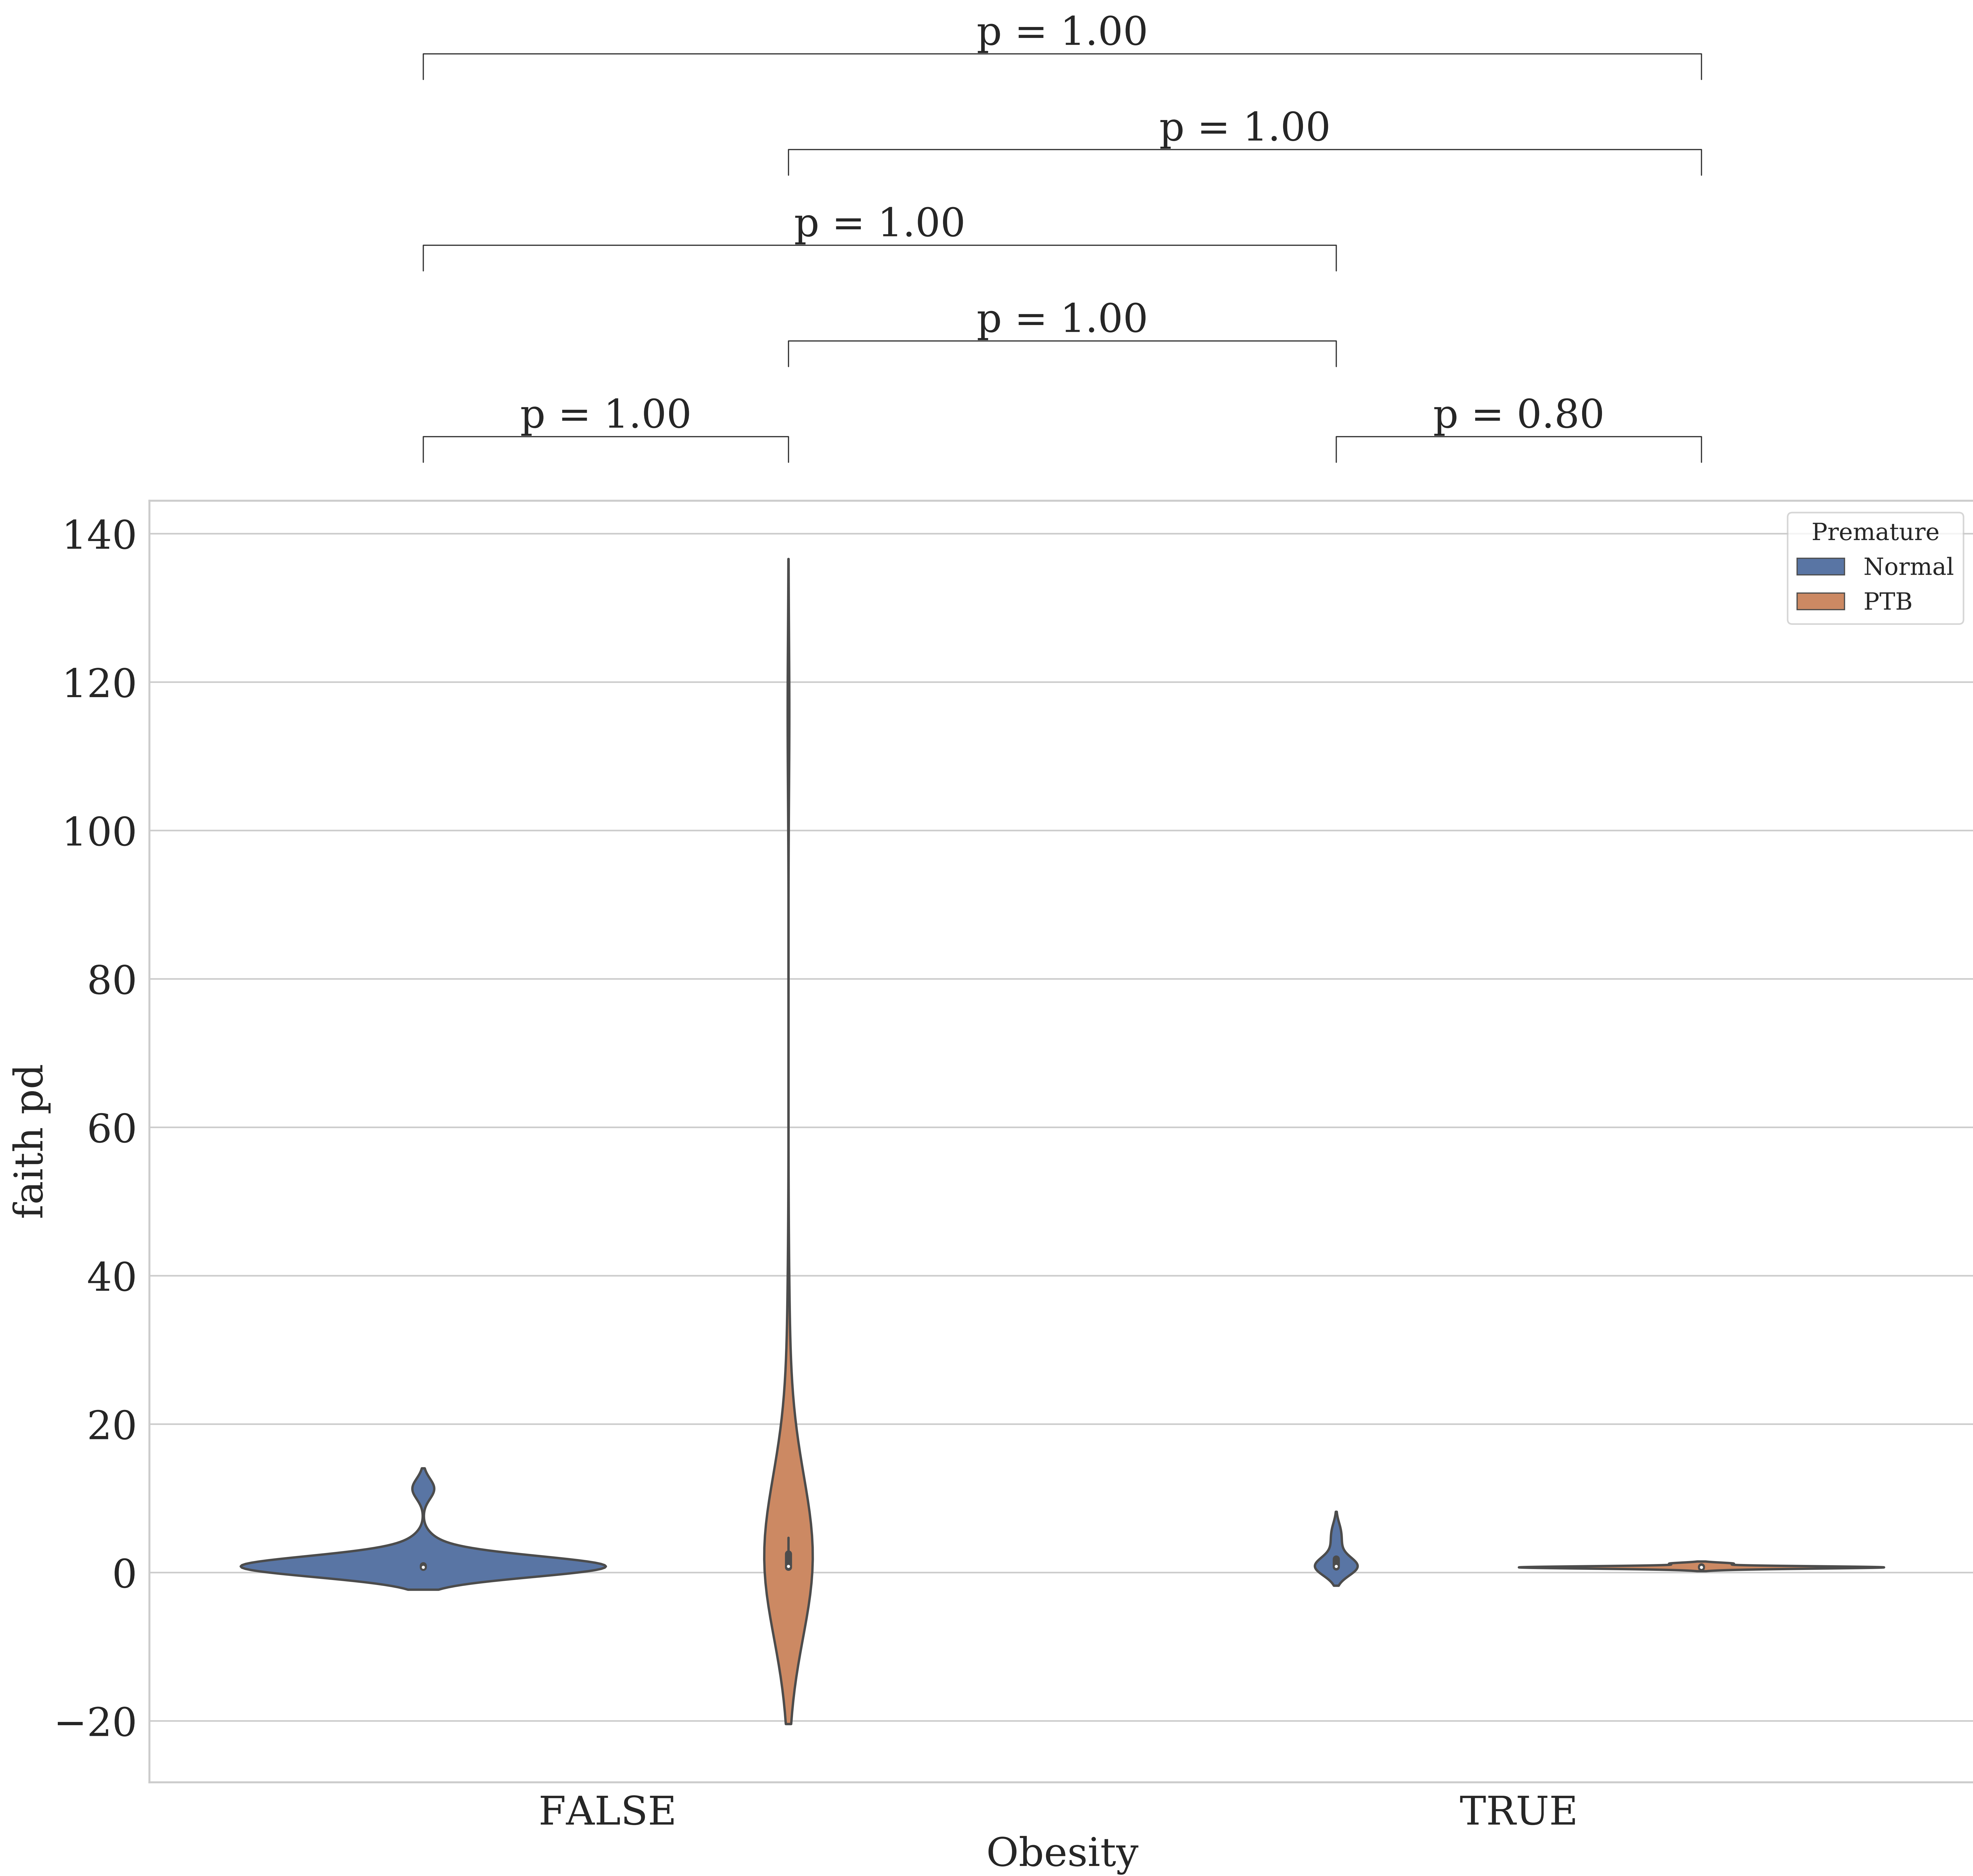 p = 1.00
p = 1.00
p = 1.00
p = 1.00
p = 1.00
p = 0.80
140
120
100
80
60
40
20
0
−20
faith pd
Premature
Normal
PTB
FALSE
TRUE
Obesity